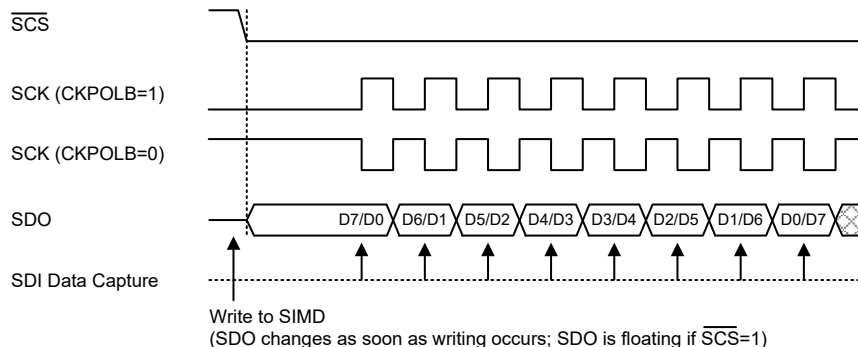 SCS
SCK (CKPOLB=1)
SCK (CKPOLB=0)
SDO D7/D0 D6/D1 D5/D2 D4/D3 D3/D4 D2/D5 D1/D6 D0/D7
SDI Data Capture
Write to SIMD
(SDO changes as soon as writing occurs; SDO is floating if SCS=1)